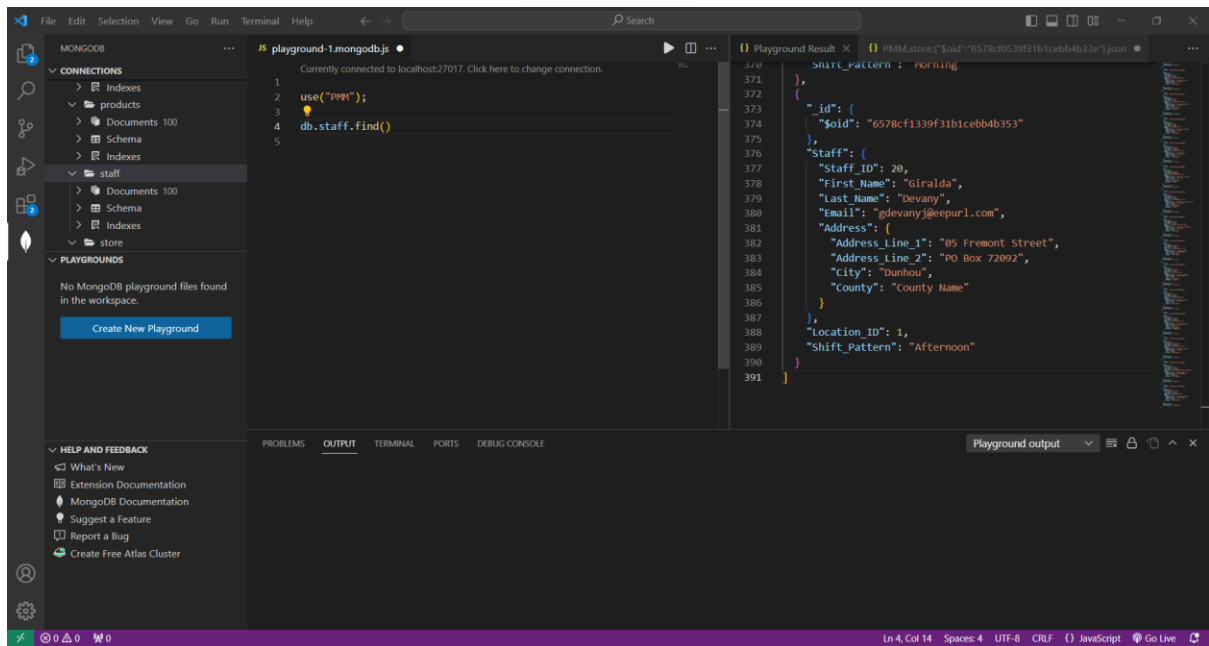 File Edit Selection View Go Run Terminal Help
Search
MONGODB
CONNECTIONS
Indexes
products
Documents 100
Schema
Indexes
staff
Documents 100
Schema
Indexes
store
PLAYGROUNDS
No MongoDB playground files found
in the workspace.
Create New Playground
HELP AND FEEDBACK
What's New
Extension Documentation
MongoDB Documentation
Suggest a Feature
Report a Bug
Create Free Atlas Cluster
JS playground-1.mongodb.js
Currently connected to localhost:27017. Click here to change connection.
1
2 use("PMM");
3
4 db.staff.find()
5
{} Playground Result {} PMM.store:{"$oid":"6578cf0539f31b1cebb4b33e"}.json
370 "Shift_Pattern": "Morning"
371 },
372 {
373 "_id": {
374 "$oid": "6578cf1339f31b1cebb4b353"
375 },
376 "Staff": {
377 "Staff_ID": 20,
378 "First_Name": "Giralda",
379 "Last_Name": "Devany",
380 "Email": "gdevanyj@eepurl.com",
381 "Address": {
382 "Address_Line_1": "05 Fremont Street",
383 "Address_Line_2": "PO Box 72092",
384 "City": "Dunhou",
385 "County": "County Name"
386 }
387 },
388 "Location_ID": 1,
389 "Shift_Pattern": "Afternoon"
390 }
391 ]
PROBLEMS OUTPUT TERMINAL PORTS DEBUG CONSOLE
Playground output
2
2
0 0 0
Ln 4, Col 14 Spaces: 4 UTF-8 CRLF {} JavaScript Go Live